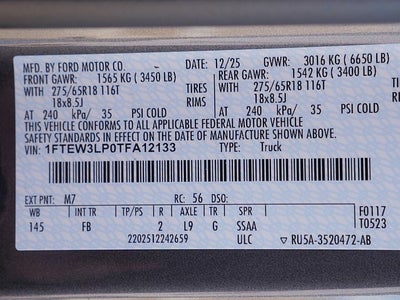 MFD. BY FORD MOTOR CO. DATE: 12/25 GVWR: 3016 KG (6650 LB)
FRONT GAWR: 1565 KG (3450 LB) REAR GAWR: 1542 KG (3400 LB)
WITH 275/65R18 116T TIRES WITH 275/65R18 116T TIRES
18x8.5J RIMS 18x8.5J RIMS
AT 240 kPa/ 35 PSI COLD AT 240 kPa/ 35 PSI COLD
THIS VEHICLE CONFORMS TO ALL APPLICABLE FEDERAL MOTOR VEHICLE
SAFETY STANDARDS IN EFFECT ON THE DATE OF MANUFACTURE SHOWN ABOVE.
VIN: 1FTEW3LP0TFA12133 TYPE: Truck
EXT PNT: M7 RC: 56 DSO: F0117
WB INT TR TP/PS R AXLE TR SPR T0523
145 FB 2 L9 G SSAA
2202512242659 ULC RU5A-3520472-AB